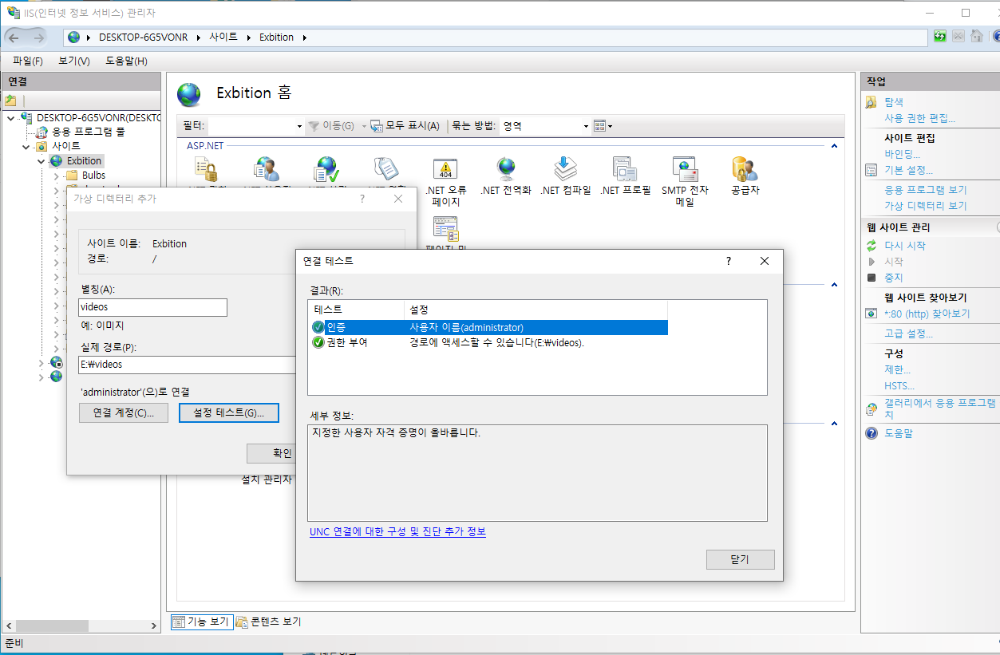 IIS(인터넷 정보 서비스) 관리자
DESKTOP-6G5VONR ▸ 사이트 ▸ Exbition ▸
파일(F) 보기(V) 도움말(H)
연결
DESKTOP-6G5VONR(DESKTO
응용 프로그램 풀
사이트
Exbition
Bulbs
Exbition 홈
필터:
이동(G)
모두 표시(A)
묶는 방법: 영역
ASP.NET
.NET 오류 페이지
.NET 전역화
.NET 컴파일
.NET 프로필
SMTP 전자 메일
공급자
설치 관리자
가상 디렉터리 추가
?
사이트 이름: Exbition
경로: /
별칭(A):
videos
예: 이미지
실제 경로(P):
E:₩videos
'administrator'(으)로 연결
연결 계정(C)...
설정 테스트(G)...
확인
연결 테스트
?
결과(R):
테스트 설정
인증 사용자 이름(administrator)
권한 부여 경로에 액세스할 수 있습니다(E:₩videos).
세부 정보:
지정한 사용자 자격 증명이 올바릅니다.
UNC 연결에 대한 구성 및 진단 추가 정보
닫기
기능 보기 콘텐츠 보기
준비
작업
탐색
사용 권한 편집...
사이트 편집
바인딩...
기본 설정...
응용 프로그램 보기
가상 디렉터리 보기
웹 사이트 관리
다시 시작
시작
중지
웹 사이트 찾아보기
*:80 (http) 찾아보기
고급 설정...
구성
제한...
HSTS...
갤러리에서 응용 프로그램
치
도움말